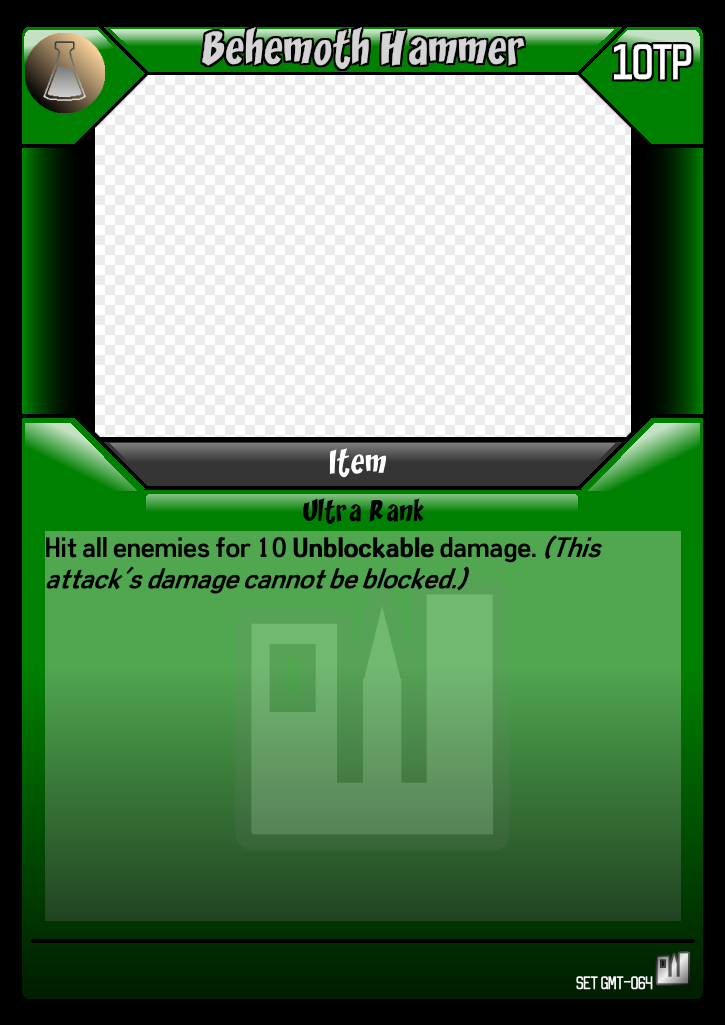 Behemoth Hammer
10TP
Item
Ultra Rank
Hit all enemies for 10 Unblockable damage. (This
attack's damage cannot be blocked.)
SET GMT-064